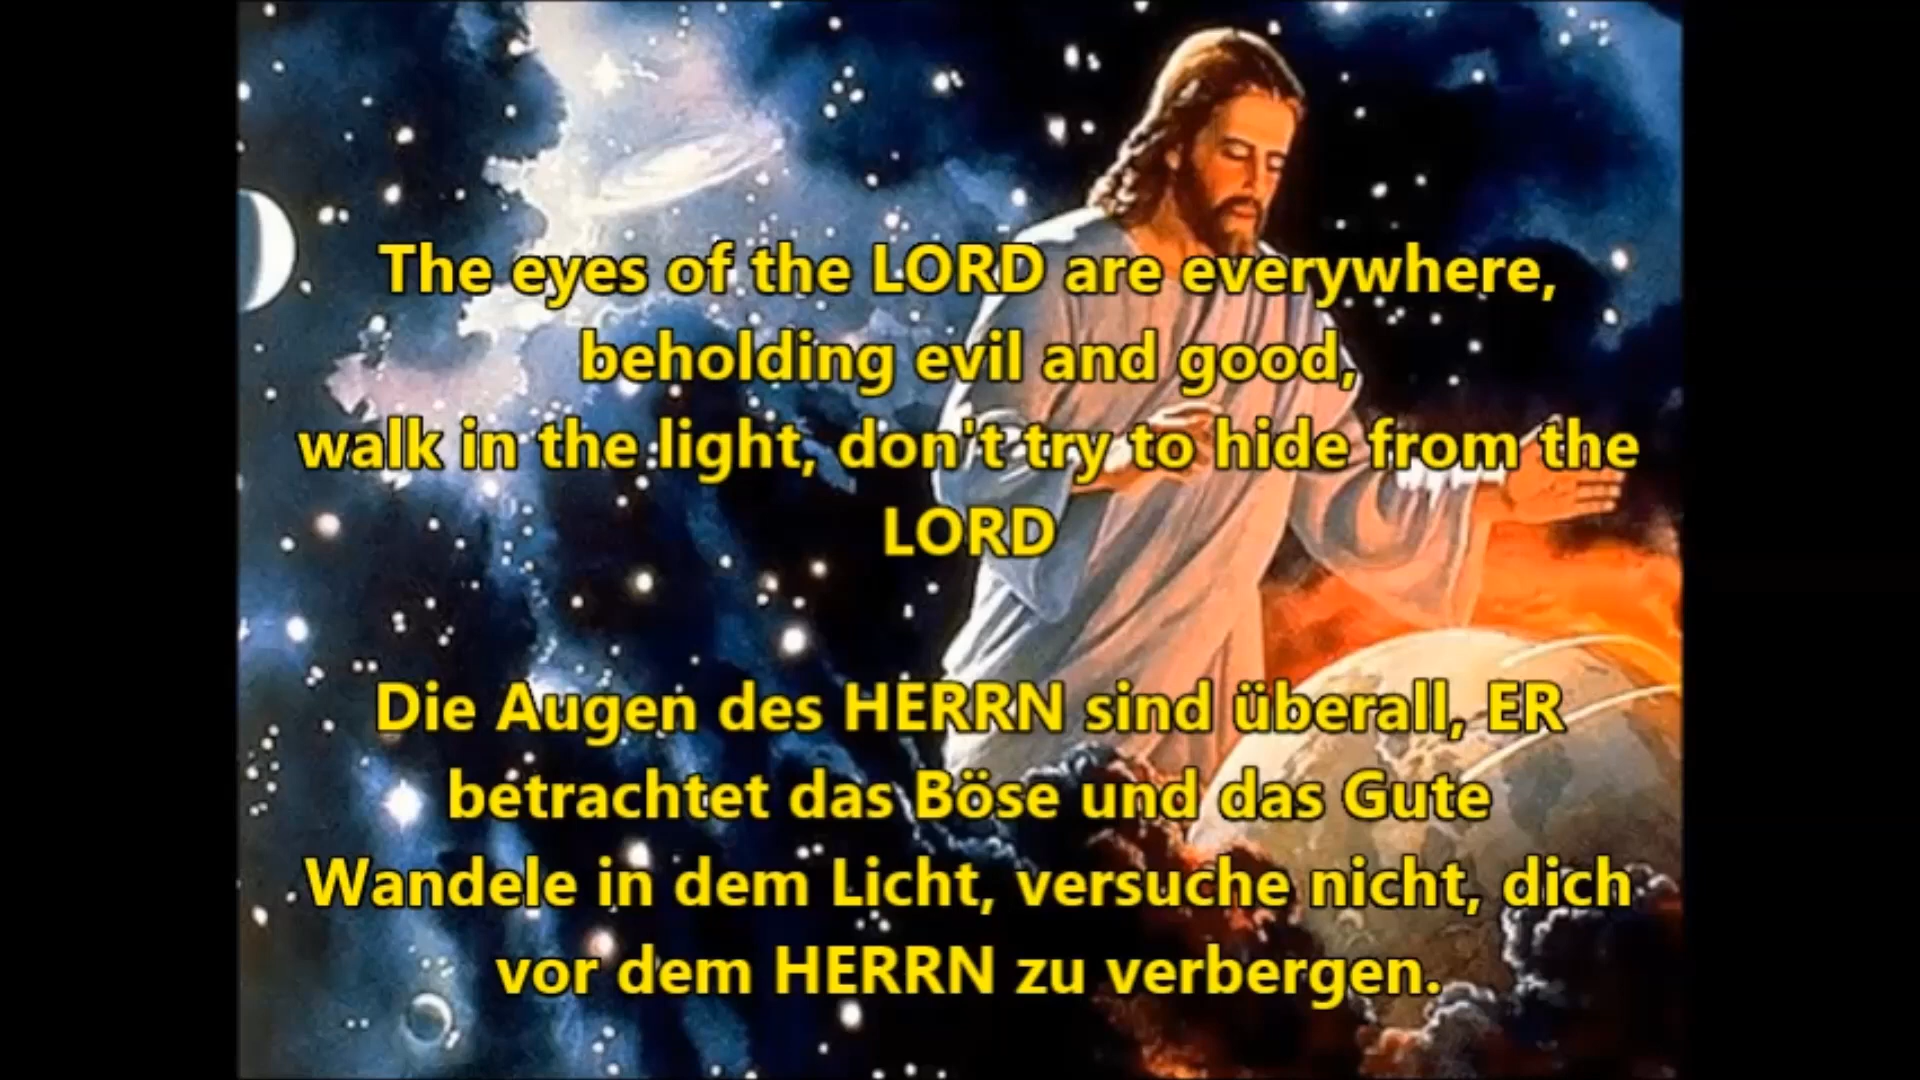 The eyes of the LORD are everywhere,
beholding evil and good,
walk in the light, don't try to hide from the
LORD
Die Augen des HERRN sind überall, ER
betrachtet das Böse und das Gute
Wandele in dem Licht, versuche nicht, dich
vor dem HERRN zu verbergen.